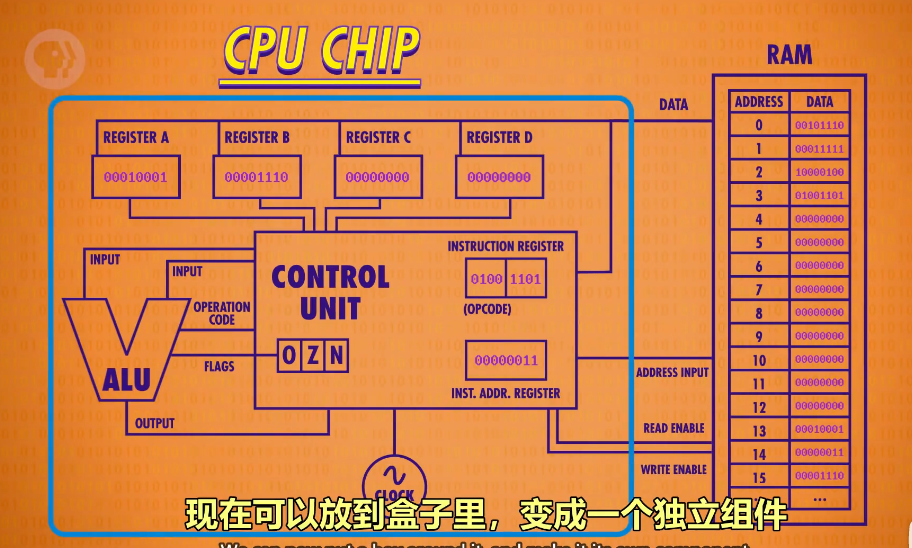 CPU CHIP
RAM
DATA
ADDRESS DATA
0 00101110
1 00011111
2 10000100
3 01001101
4 00000000
5 00000000
6 00000000
7 00000000
8 00000000
9 00000000
10 00000000
11 00000000
12 00000000
13 00010001
14 00000011
15 00001110
...
REGISTER A
00010001
REGISTER B
00001110
REGISTER C
00000000
REGISTER D
00000000
INPUT
INPUT
OPERATION
CODE
FLAGS
ALU
OUTPUT
CONTROL
UNIT
O Z N
INSTRUCTION REGISTER
0100 1101
(OPCODE)
00000011
INST. ADDR. REGISTER
ADDRESS INPUT
READ ENABLE
WRITE ENABLE
CLOCK
现在可以放到盒子里，变成一个独立组件